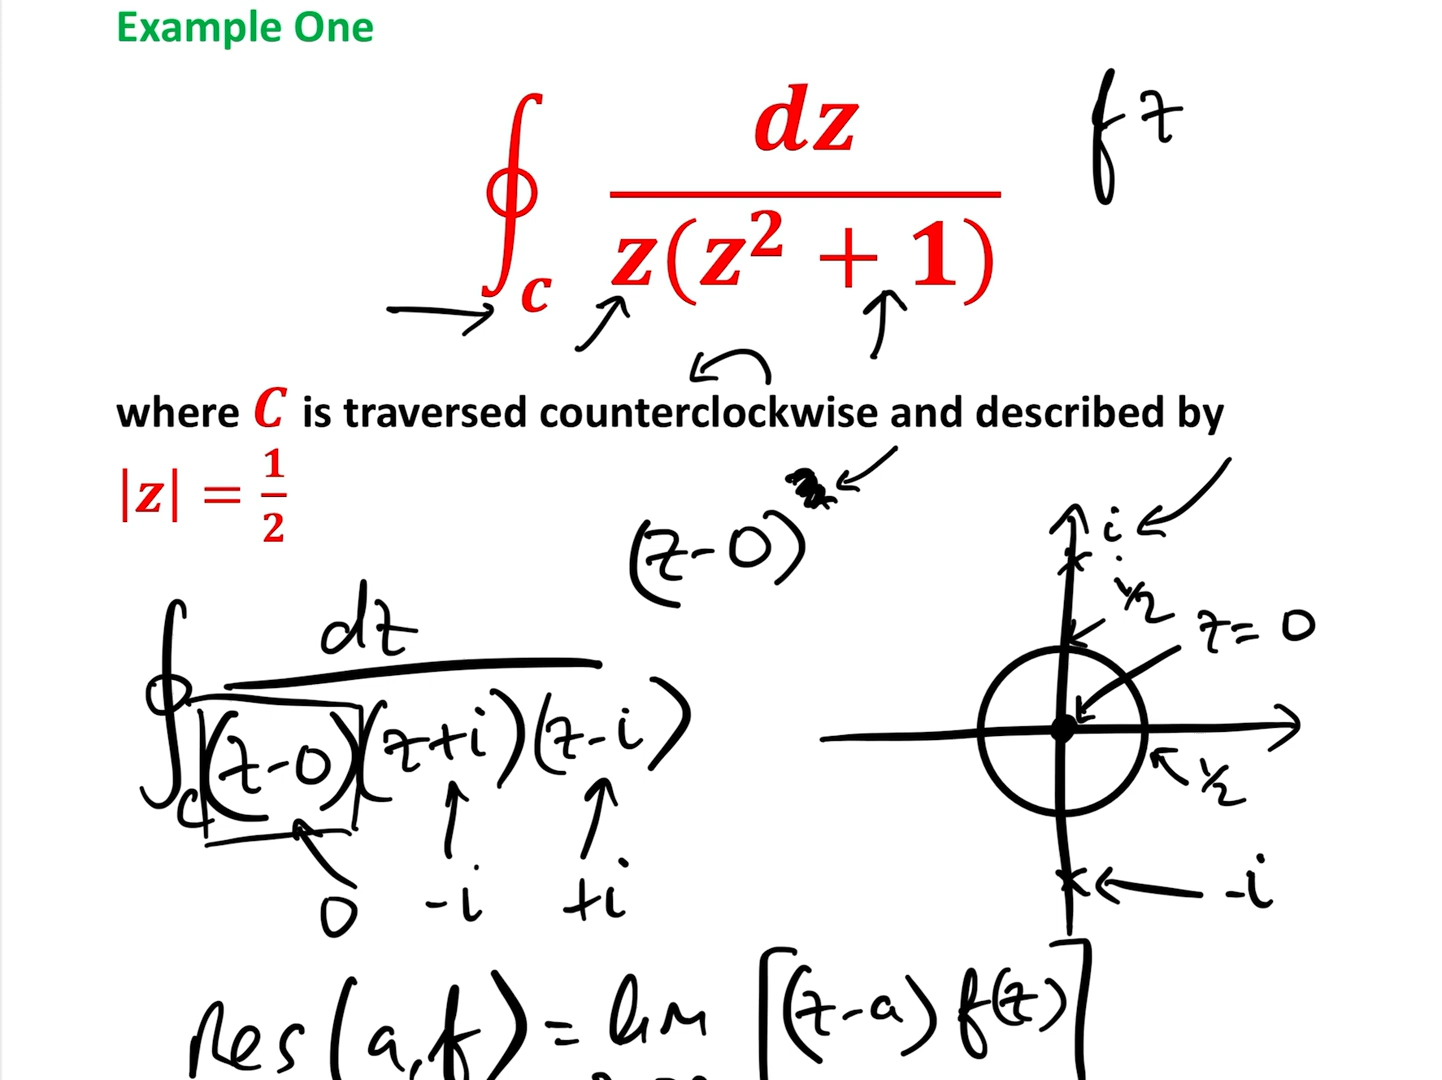 Example One
∮_C dz / z(z² + 1)
f z
where C is traversed counterclockwise and described by
|z| = 1/2
(z-0)
i
1/2
z = 0
∮_C dz / (z-0)(z+i)(z-i)
1/2
0 -i +i
-i
Res(a,f) = lim [(z-a) f(z)]